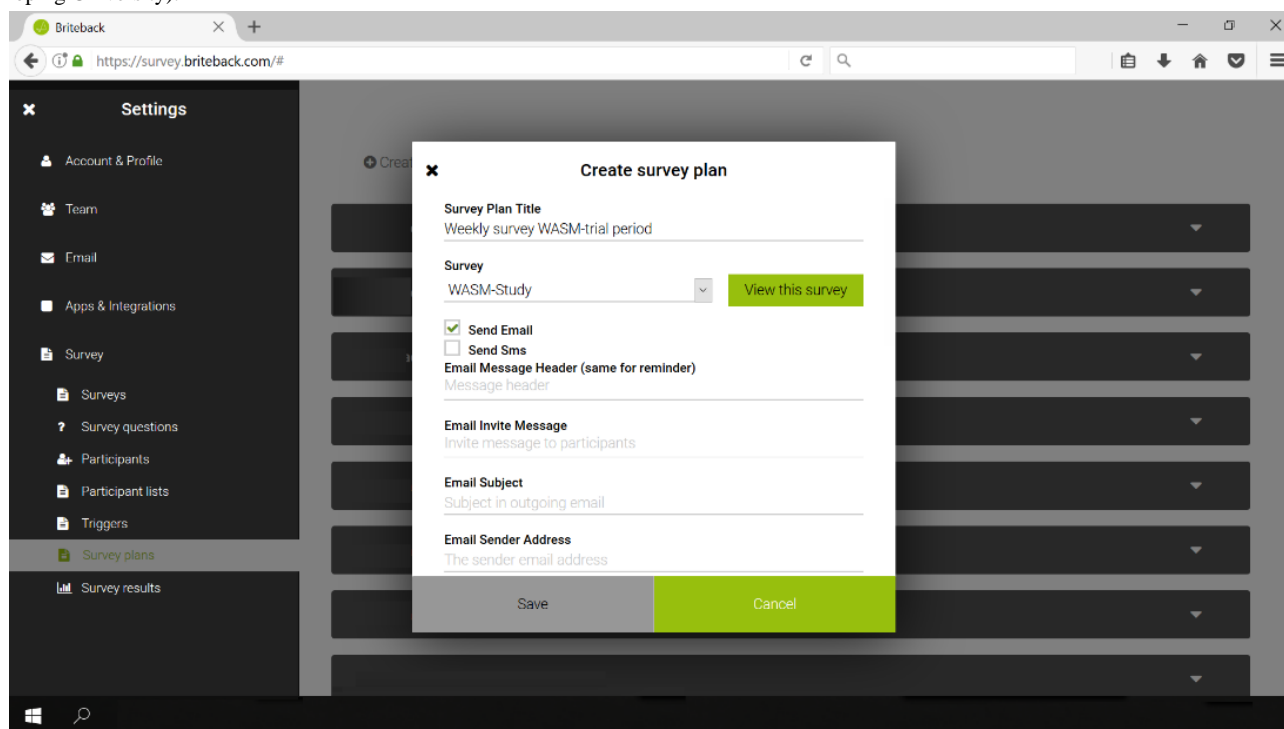 Briteback
https://survey.briteback.com/#
Settings
Account & Profile
Team
Email
Apps & Integrations
Survey
Surveys
Survey questions
Participants
Participant lists
Triggers
Survey plans
Survey results
Create survey plan
Survey Plan Title
Weekly survey WASM-trial period
Survey
WASM-Study
View this survey
Send Email
Send Sms
Email Message Header (same for reminder)
Message header
Email Invite Message
Invite message to participants
Email Subject
Subject in outgoing email
Email Sender Address
The sender email address
Save
Cancel